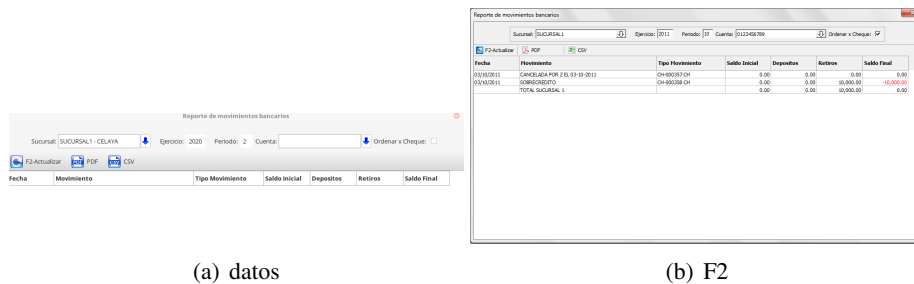 Reporte de movimientos bancarios
Sucursal: SUCURSAL1 - CELAYA Ejercicio: 2020 Periodo: 2 Cuenta: Ordenar x Cheque:
F2-Actualizar PDF CSV
Fecha Movimiento Tipo Movimiento Saldo Inicial Depositos Retiros Saldo Final
(a) datos
Reporte de movimientos bancarios
Sucursal: SUCURSAL1 Ejercicio: 2011 Periodo: 10 Cuenta: 0123456789 Ordenar x Cheque:
F2-Actualizar PDF CSV
Fecha Movimiento Tipo Movimiento Saldo Inicial Depositos Retiros Saldo Final
03/10/2011 CANCELADA POR Z EL 03-10-2011 CH-000357 CH 0.00 0.00 0.00 0.00
03/10/2011 SOBRECREDITO CH-000358 CH 0.00 0.00 10,000.00 -10,000.00
TOTAL SUCURSAL 1 0.00 0.00 10,000.00 0.00
(b) F2